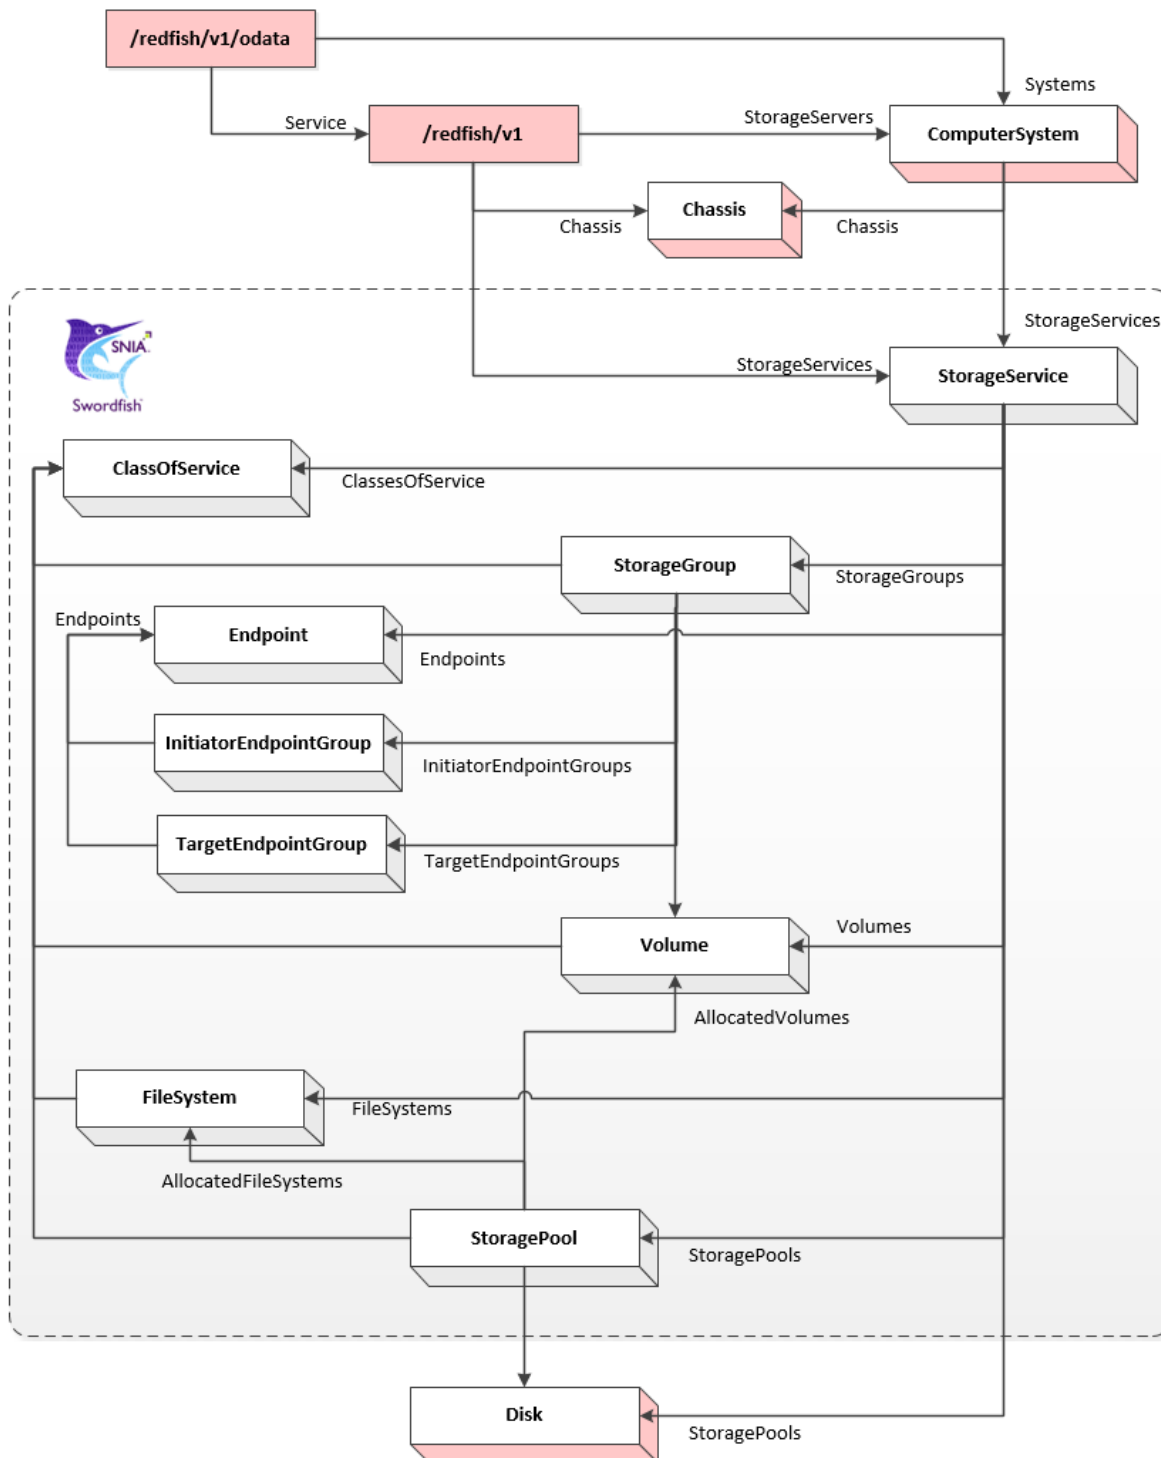 /redfish/v1/odata
Systems
Service
/redfish/v1
StorageServers
ComputerSystem
Chassis
Chassis
Chassis
StorageServices
SNIA
Swordfish
StorageServices
StorageService
ClassOfService
ClassesOfService
StorageGroup
StorageGroups
Endpoints
Endpoint
Endpoints
InitiatorEndpointGroup
InitiatorEndpointGroups
TargetEndpointGroup
TargetEndpointGroups
Volumes
Volume
AllocatedVolumes
FileSystem
FileSystems
AllocatedFileSystems
StoragePool
StoragePools
Disk
StoragePools